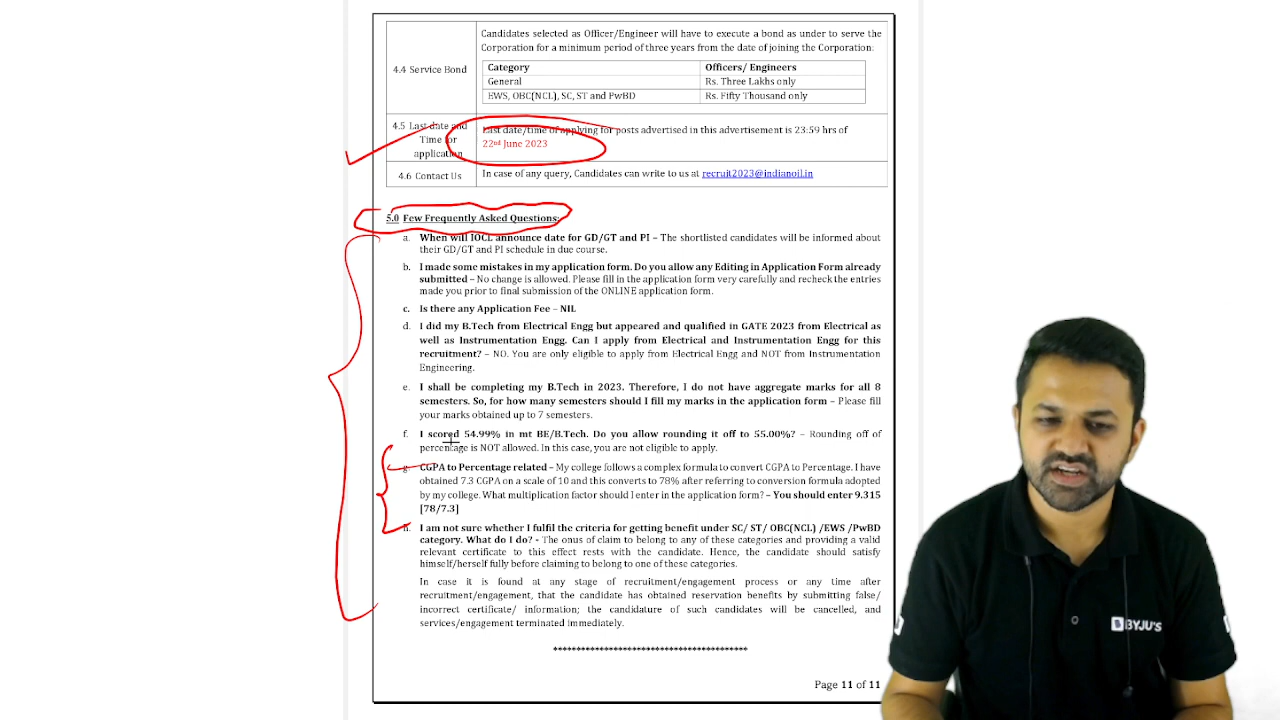 Candidates selected as Officer/Engineer will have to execute a bond as under to serve the
Corporation for a minimum period of three years from the date of joining the Corporation:
4.4 Service Bond
Category Officers/ Engineers
General Rs. Three Lakhs only
EWS, OBC(NCL), SC, ST and PwBD Rs. Fifty Thousand only
4.5 Last date and
Time for
application
Last date/time of applying for posts advertised in this advertisement is 23:59 hrs of
22nd June 2023
4.6 Contact Us
In case of any query, Candidates can write to us at recruit2023@indianoil.in
5.0 Few Frequently Asked Questions:
a. When will IOCL announce date for GD/GT and PI – The shortlisted candidates will be informed about
their GD/GT and PI schedule in due course.
b. I made some mistakes in my application form. Do you allow any Editing in Application Form already
submitted – No change is allowed. Please fill in the application form very carefully and recheck the entries
made you prior to final submission of the ONLINE application form.
c. Is there any Application Fee – NIL
d. I did my B.Tech from Electrical Engg but appeared and qualified in GATE 2023 from Electrical as
well as Instrumentation Engg. Can I apply from Electrical and Instrumentation Engg for this
recruitment? – NO. You are only eligible to apply from Electrical Engg and NOT from Instrumentation
Engineering.
e. I shall be completing my B.Tech in 2023. Therefore, I do not have aggregate marks for all 8
semesters. So, for how many semesters should I fill my marks in the application form – Please fill
your marks obtained up to 7 semesters.
f. I scored 54.99% in mt BE/B.Tech. Do you allow rounding it off to 55.00%? – Rounding off of
percentage is NOT allowed. In this case, you are not eligible to apply.
g. CGPA to Percentage related – My college follows a complex formula to convert CGPA to Percentage. I have
obtained 7.3 CGPA on a scale of 10 and this converts to 78% after referring to conversion formula adopted
by my college. What multiplication factor should I enter in the application form? – You should enter 9.315
[78/7.3]
h. I am not sure whether I fulfil the criteria for getting benefit under SC/ ST/ OBC(NCL) /EWS /PwBD
category. What do I do? - The onus of claim to belong to any of these categories and providing a valid
relevant certificate to this effect rests with the candidate. Hence, the candidate should satisfy
himself/herself fully before claiming to belong to one of these categories.
In case it is found at any stage of recruitment/engagement process or any time after
recruitment/engagement, that the candidate has obtained reservation benefits by submitting false/
incorrect certificate/ information; the candidature of such candidates will be cancelled, and
services/engagement terminated immediately.
******************************************
Page 11 of 11
BYJU'S